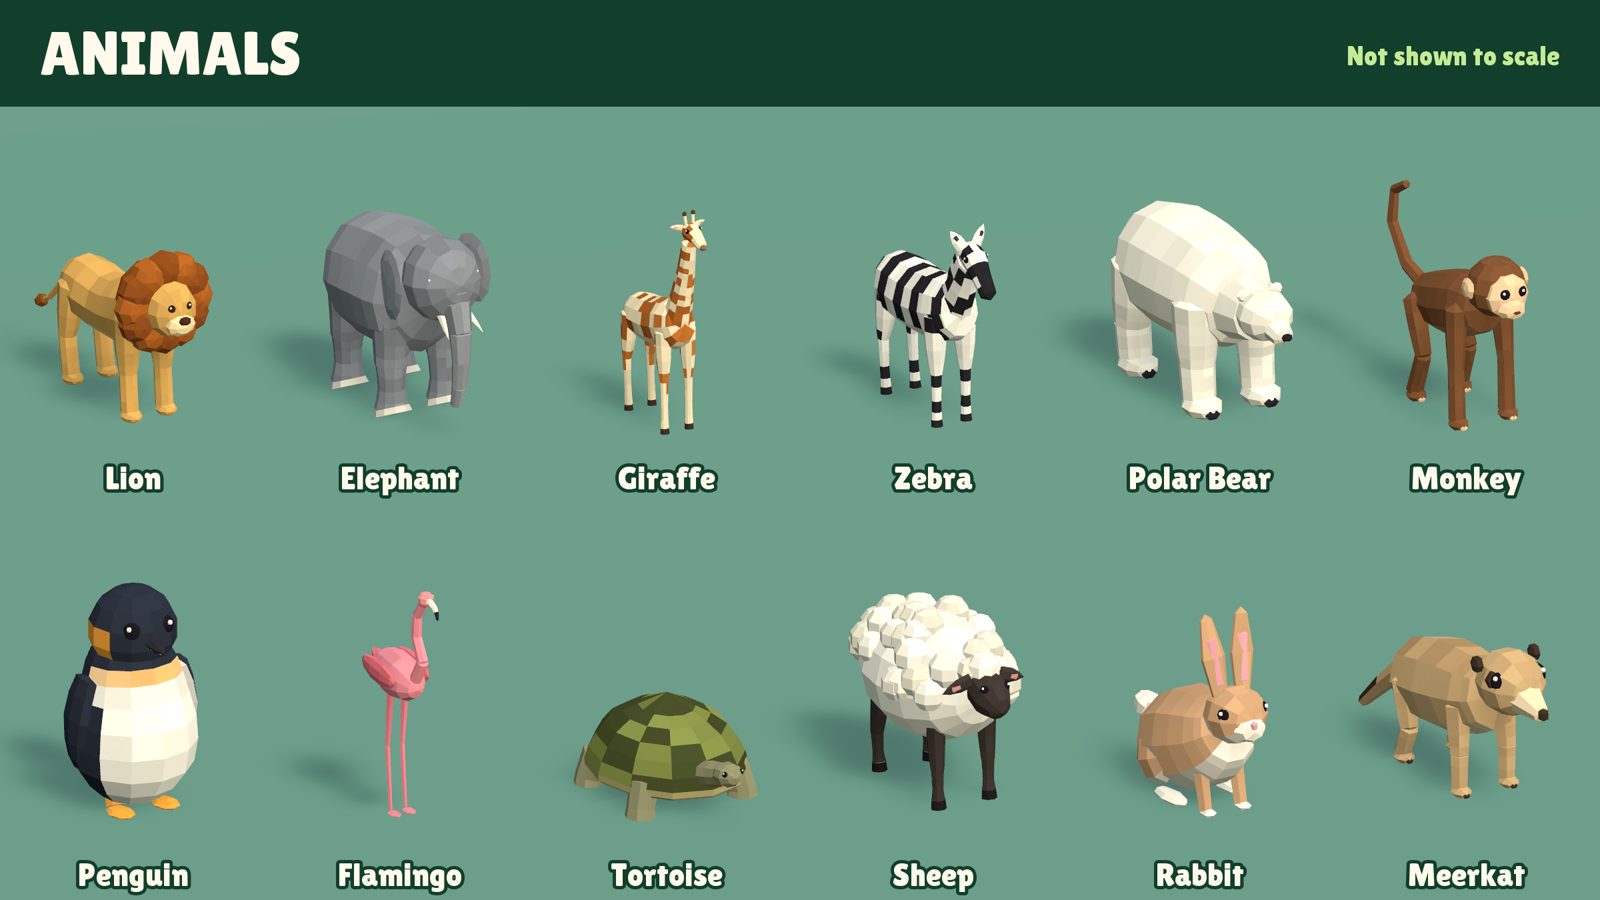 ANIMALS
Not shown to scale
Lion
Elephant
Giraffe
Zebra
Polar Bear
Monkey
Penguin
Flamingo
Tortoise
Sheep
Rabbit
Meerkat